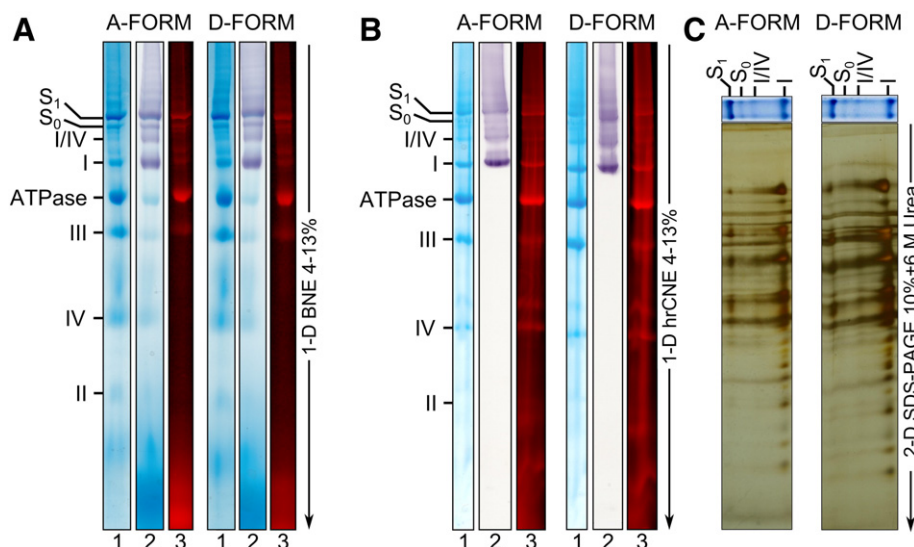 A
A-FORM D-FORM
S1
S0
I/IV
I
ATPase
III
IV
II
1 2 3 1 2 3
1-D BNE 4-13%
B
A-FORM D-FORM
S1
S0
I/IV
I
ATPase
III
IV
II
1 2 3 1 2 3
1-D hrCNE 4-13%
C
A-FORM D-FORM
S1 S0 I/IV I S1 S0 I/IV I
2-D SDS-PAGE 10%+6 M Urea